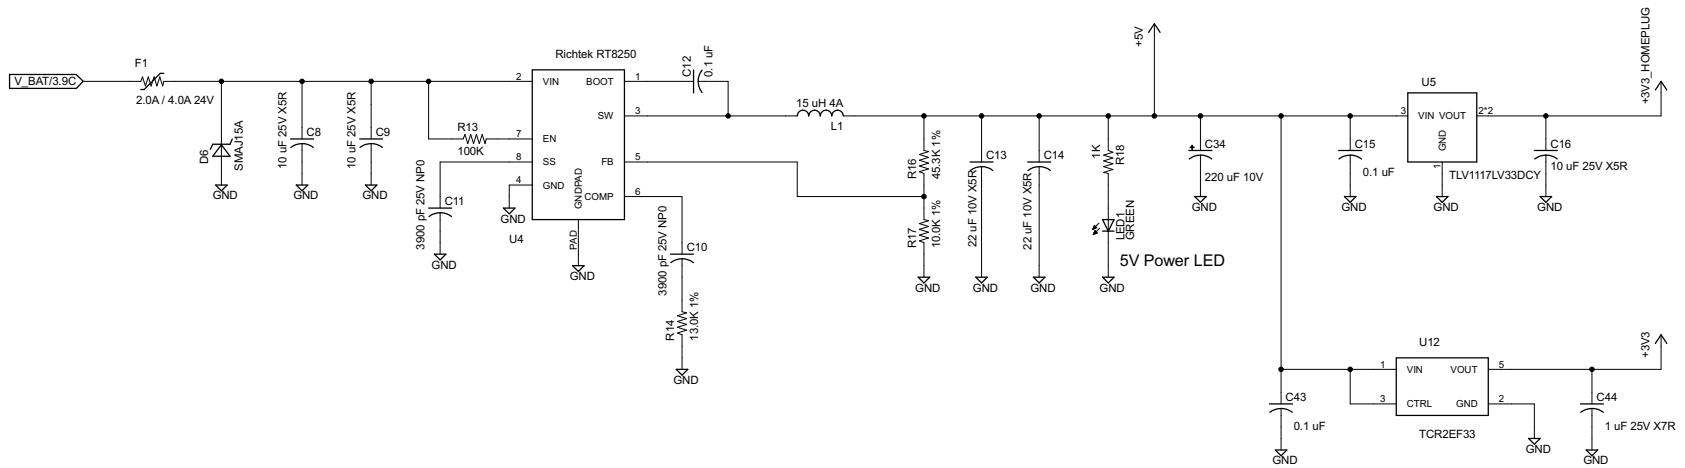 V_BAT/3.9C
F1
2.0A / 4.0A 24V
D6
SMAJ15A
GND
10 uF 25V X5R
C8
GND
10 uF 25V X5R
C9
GND
R13
100K
3900 pF 25V NP0
C11
GND
GND
Richtek RT8250
2
VIN
BOOT
1
SW
3
7
EN
8
SS
FB
5
4
GND
GNDPAD
COMP
6
U4
PAD
GND
C12
0.1 uF
3900 pF 25V NP0
C10
R14
13.0K 1%
GND
15 uH 4A
L1
R16
45.3K 1%
R17
10.0K 1%
GND
22 uF 10V X5R
C13
GND
22 uF 10V X5R
C14
GND
1K
R18
LED1
GREEN
5V Power LED
GND
+5V
C34
220 uF 10V
GND
C15
0.1 uF
GND
U5
3
VIN
VOUT
2*2
GND
1
TLV1117LV33DCY
GND
+3V3_HOMEPLUG
C16
10 uF 25V X5R
GND
C43
0.1 uF
GND
U12
1
VIN
VOUT
5
3
CTRL
GND
2
TCR2EF33
GND
+3V3
C44
1 uF 25V X7R
GND